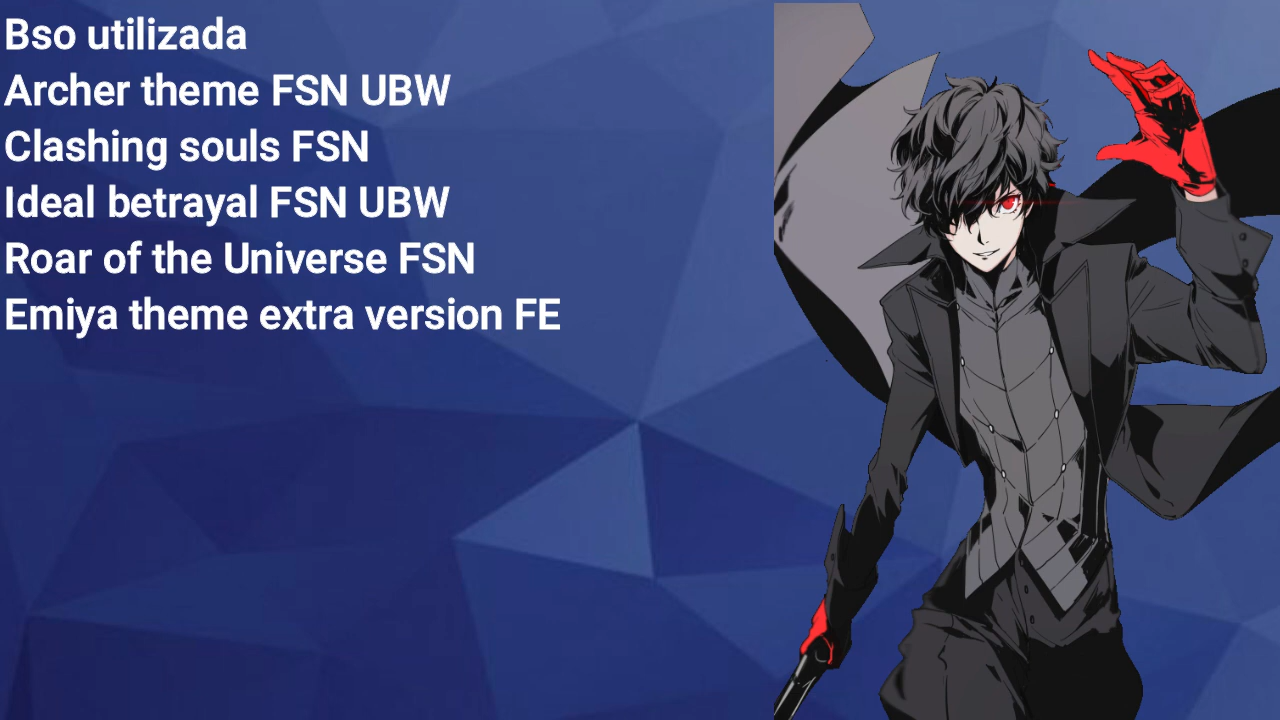 Bso utilizada
Archer theme FSN UBW
Clashing souls FSN
Ideal betrayal FSN UBW
Roar of the Universe FSN
Emiya theme extra version FE